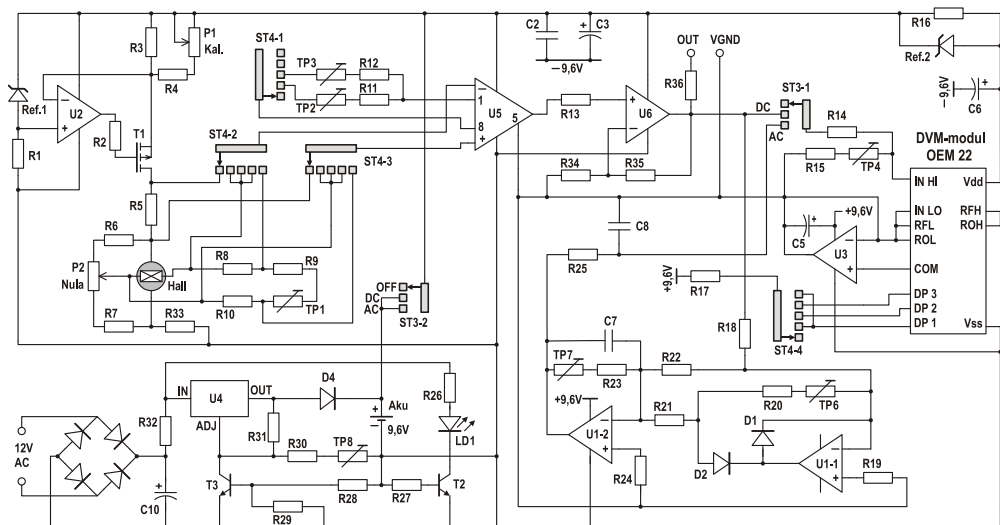 Ref.1
R1
U2
R2
T1
R3
P1
Kal.
R4
R5
R6
P2
Nula
R7
Hall
R33
ST4-1
TP3
R12
TP2
R11
ST4-2
ST4-3
R8
R9
R10
TP1
OFF
DC
AC
ST3-2
1
8
U5
5
C2
C3
–9,6V
R13
U6
R34
R35
OUT
VGND
R36
C8
R25
R17
+9,6V
ST4-4
R18
DC
AC
ST3-1
R14
R15
TP4
C5
+9,6V
U3
R16
Ref.2
–9,6V
C6
DVM-modul
OEM 22
IN HI
Vdd
IN LO
RFH
RFL
ROH
ROL
COM
DP 3
DP 2
DP 1
Vss
12V
AC
R32
C10
IN
U4
OUT
ADJ
R31
D4
R30
TP8
Aku
9,6V
R26
LD1
T3
R28
R27
T2
R29
C7
TP7
R23
R22
+9,6V
U1-2
R24
R21
D2
D1
R20
TP6
U1-1
R19